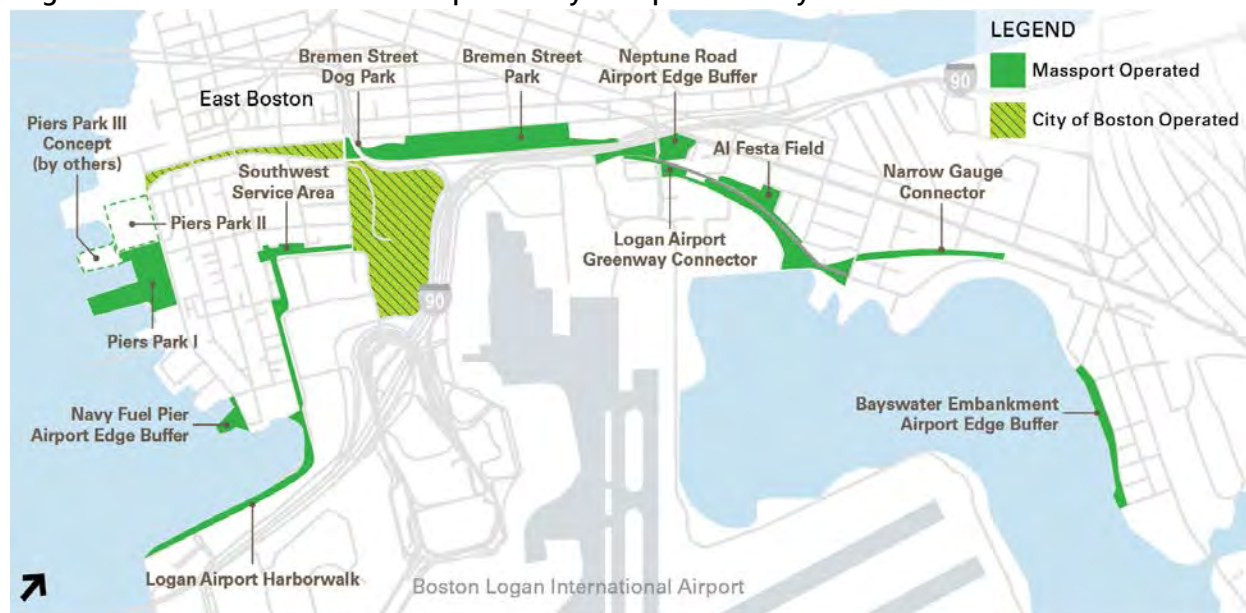 LEGEND
Massport Operated
City of Boston Operated
90
Bremen Street
Dog Park
Bremen Street
Park
Neptune Road
Airport Edge Buffer
East Boston
Piers Park III
Concept
(by others)
Southwest
Service Area
Piers Park II
Al Festa Field
Narrow Gauge
Connector
Logan Airport
Greenway Connector
90
Piers Park I
Navy Fuel Pier
Airport Edge Buffer
Bayswater Embankment
Airport Edge Buffer
Logan Airport Harborwalk
Boston Logan International Airport